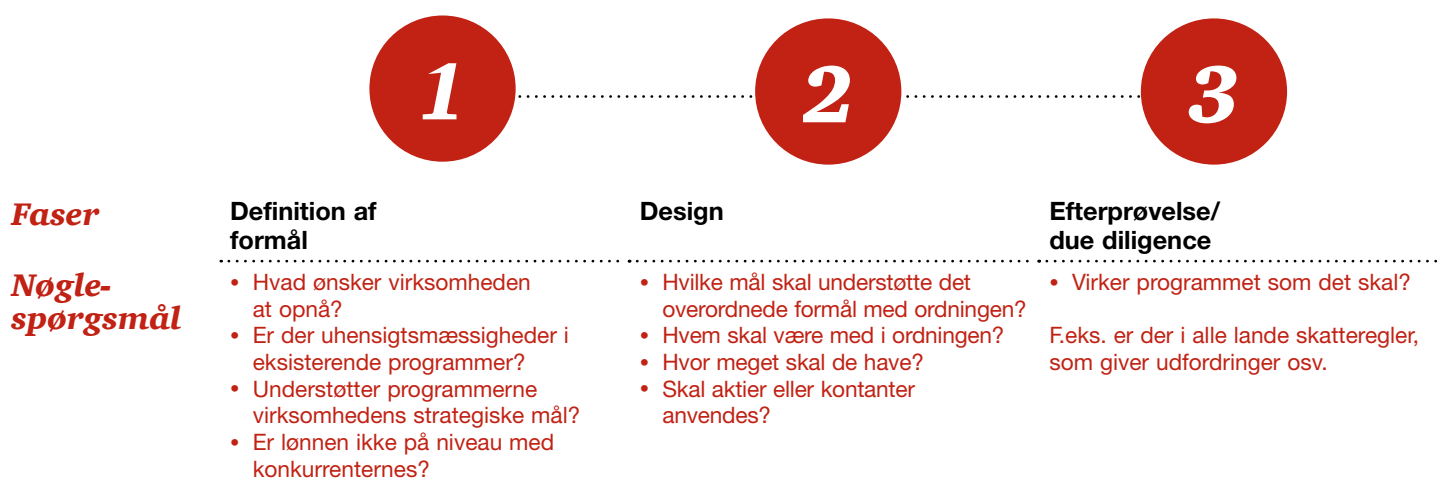 1
2
3
Faser
Definition af
formål
Design
Efterprøvelse/
due diligence
Nøgle-
spørgsmål
• Hvad ønsker virksomheden
at opnå?
• Er der uhensigtsmæssigheder i
eksisterende programmer?
• Understøtter programmerne
virksomhedens strategiske mål?
• Er lønnen ikke på niveau med
konkurrenternes?
• Hvilke mål skal understøtte det
overordnede formål med ordningen?
• Hvem skal være med i ordningen?
• Hvor meget skal de have?
• Skal aktier eller kontanter
anvendes?
• Virker programmet som det skal?
F.eks. er der i alle lande skatteregler,
som giver udfordringer osv.